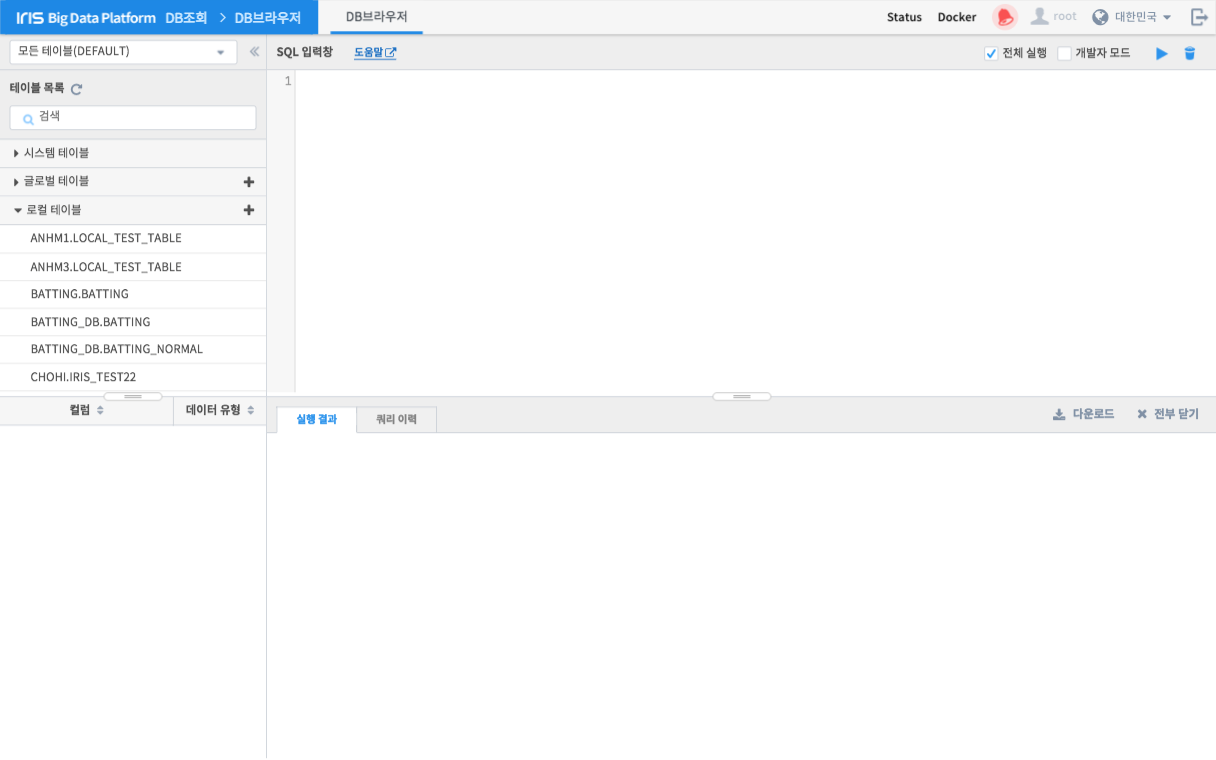 IRIS Big Data Platform DB조회 > DB브라우저 DB브라우저 Status Docker root 대한민국
모든 테이블(DEFAULT) SQL 입력창 도움말 전체 실행 개발자 모드
테이블 목록
1
검색
시스템 테이블
글로벌 테이블
로컬 테이블
ANHM1.LOCAL_TEST_TABLE
ANHM3.LOCAL_TEST_TABLE
BATTING.BATTING
BATTING_DB.BATTING
BATTING_DB.BATTING_NORMAL
CHOHI.IRIS_TEST22
컬럼 데이터 유형
실행 결과 쿼리 이력 다운로드 전부 닫기